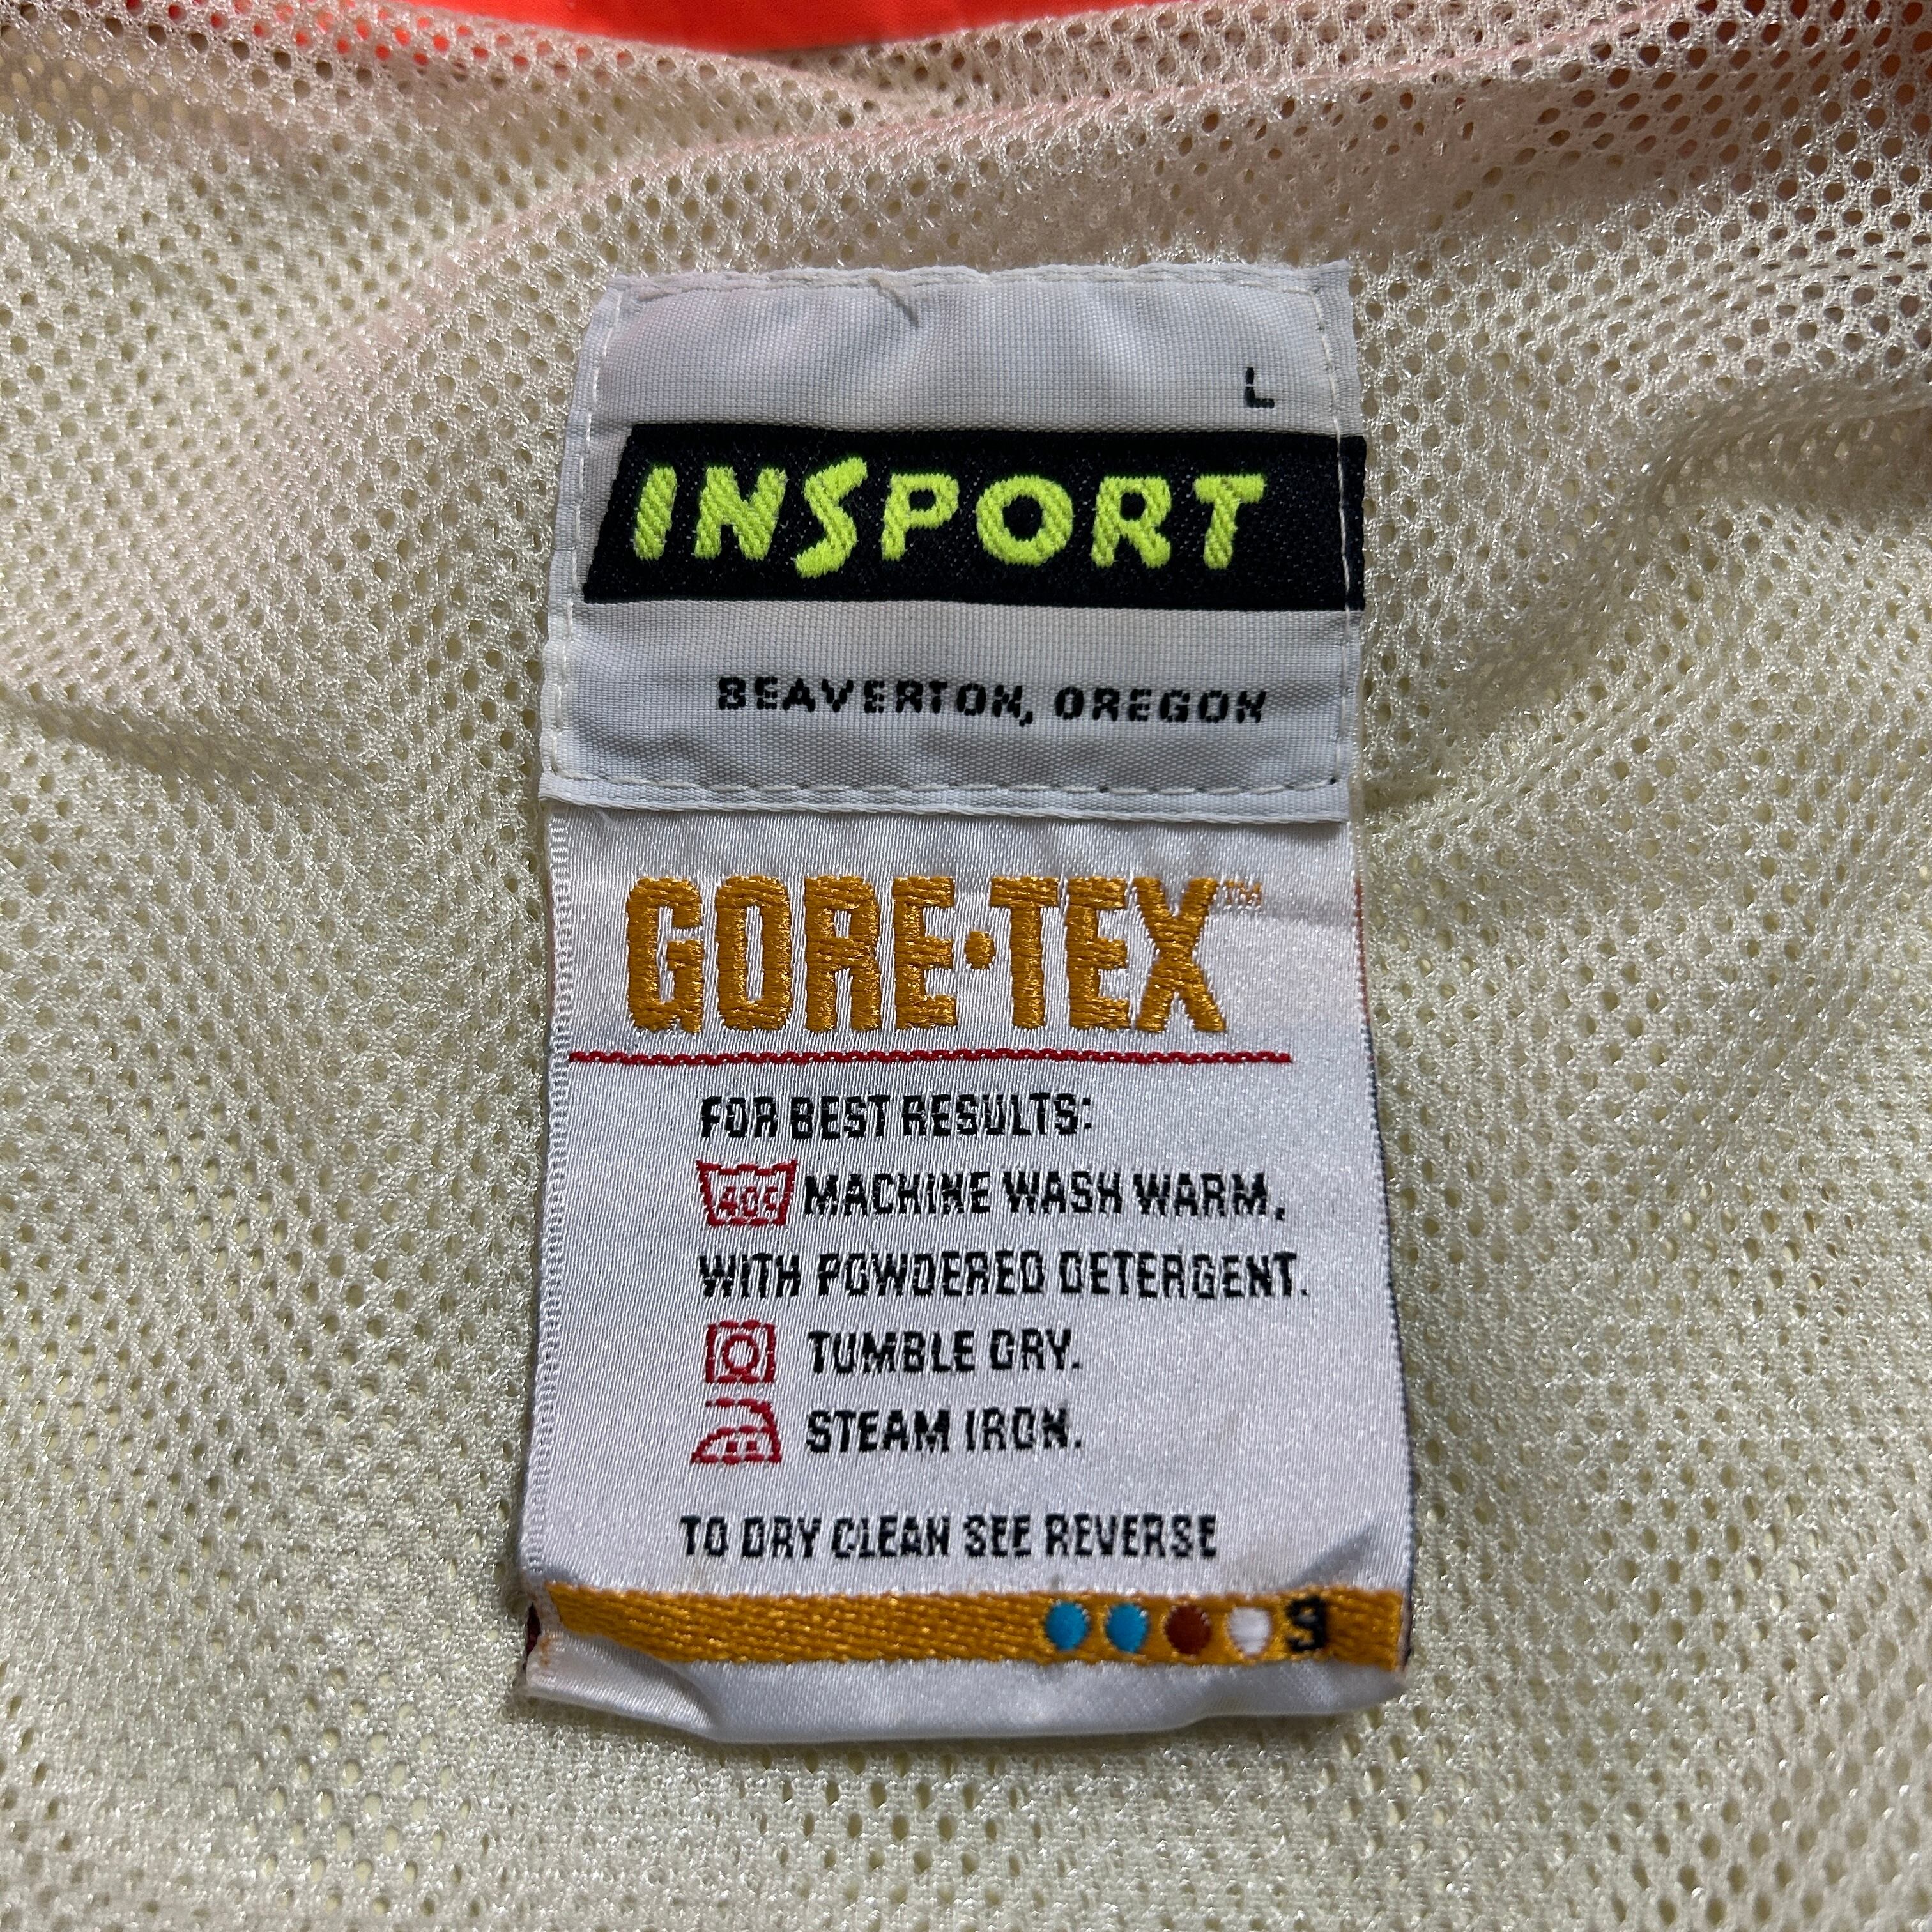 L
INSPORT
BEAVERTON, OREGON
GORE·TEX™
FOR BEST RESULTS:
40c MACHINE WASH WARM,
WITH POWDERED DETERGENT.
TUMBLE DRY.
STEAM IRON.
TO DRY CLEAN SEE REVERSE
9